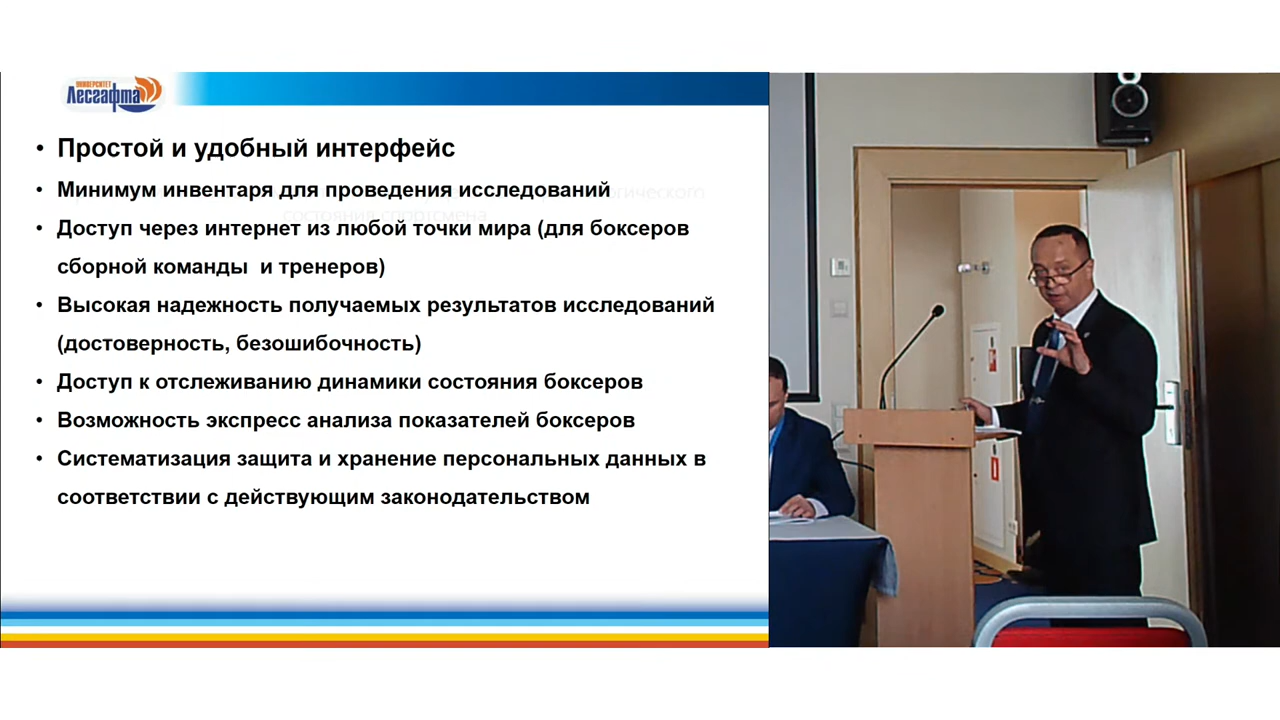 УНИВЕРСИТЕТ
Лесгафта
• Простой и удобный интерфейс
• Минимум инвентаря для проведения исследований
• Доступ через интернет из любой точки мира (для боксеров
сборной команды и тренеров)
• Высокая надежность получаемых результатов исследований
(достоверность, безошибочность)
• Доступ к отслеживанию динамики состояния боксеров
• Возможность экспресс анализа показателей боксеров
• Систематизация защита и хранение персональных данных в
соответствии с действующим законодательством
состояния спортсмена